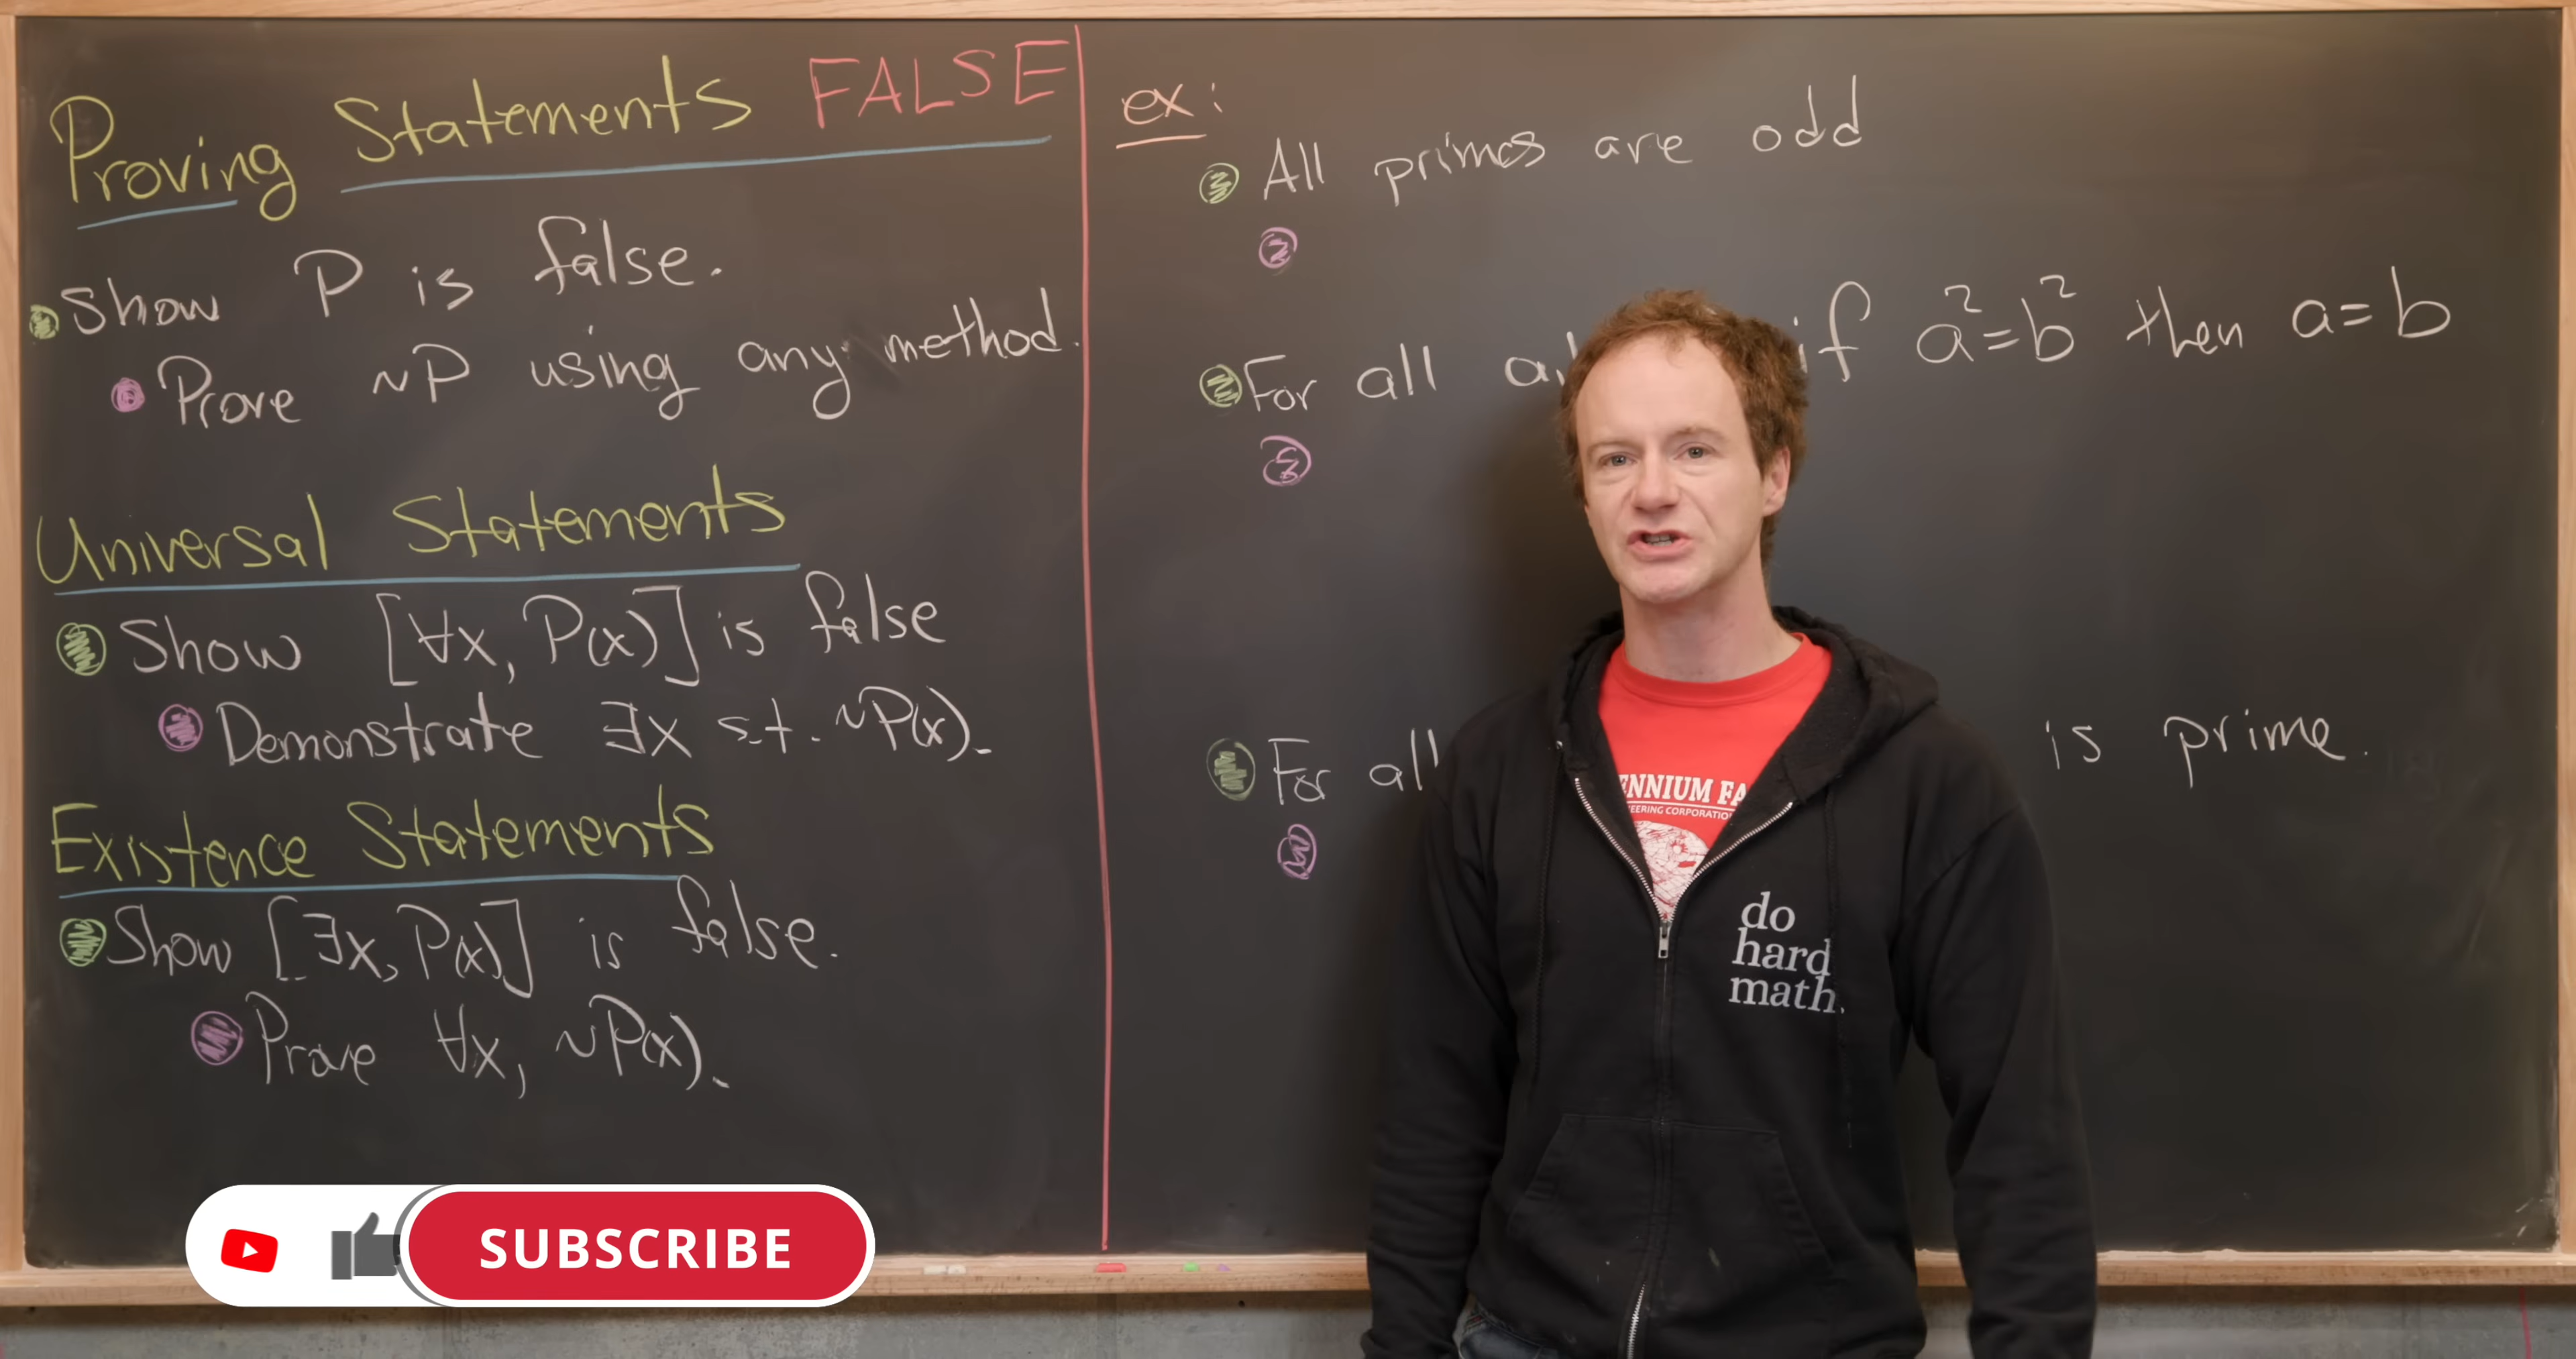 Proving Statements FALSE
Show P is false.
Prove ~P using any method.
Universal Statements
Show [∀x, P(x)] is false
Demonstrate ∃x s.t. ~P(x).
Existence Statements
Show [∃x, P(x)] is false.
Prove ∀x, ~P(x).
ex:
All primes are odd
For all if a²=b² then a=b
For all is prime.
do
hard
math.
SUBSCRIBE